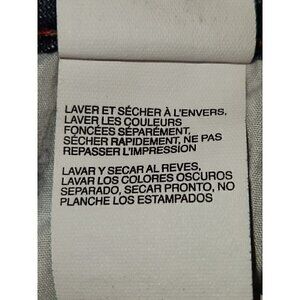 LAVER ET SÉCHER À L'ENVERS,
LAVER LES COULEURS
FONCÉES SÉPARÉMENT,
SÉCHER RAPIDEMENT, NE PAS
REPASSER L'IMPRESSION
LAVAR Y SECAR AL REVES,
LAVAR LOS COLORES OSCUROS
SEPARADO, SECAR PRONTO, NO
PLANCHE LOS ESTAMPADOS